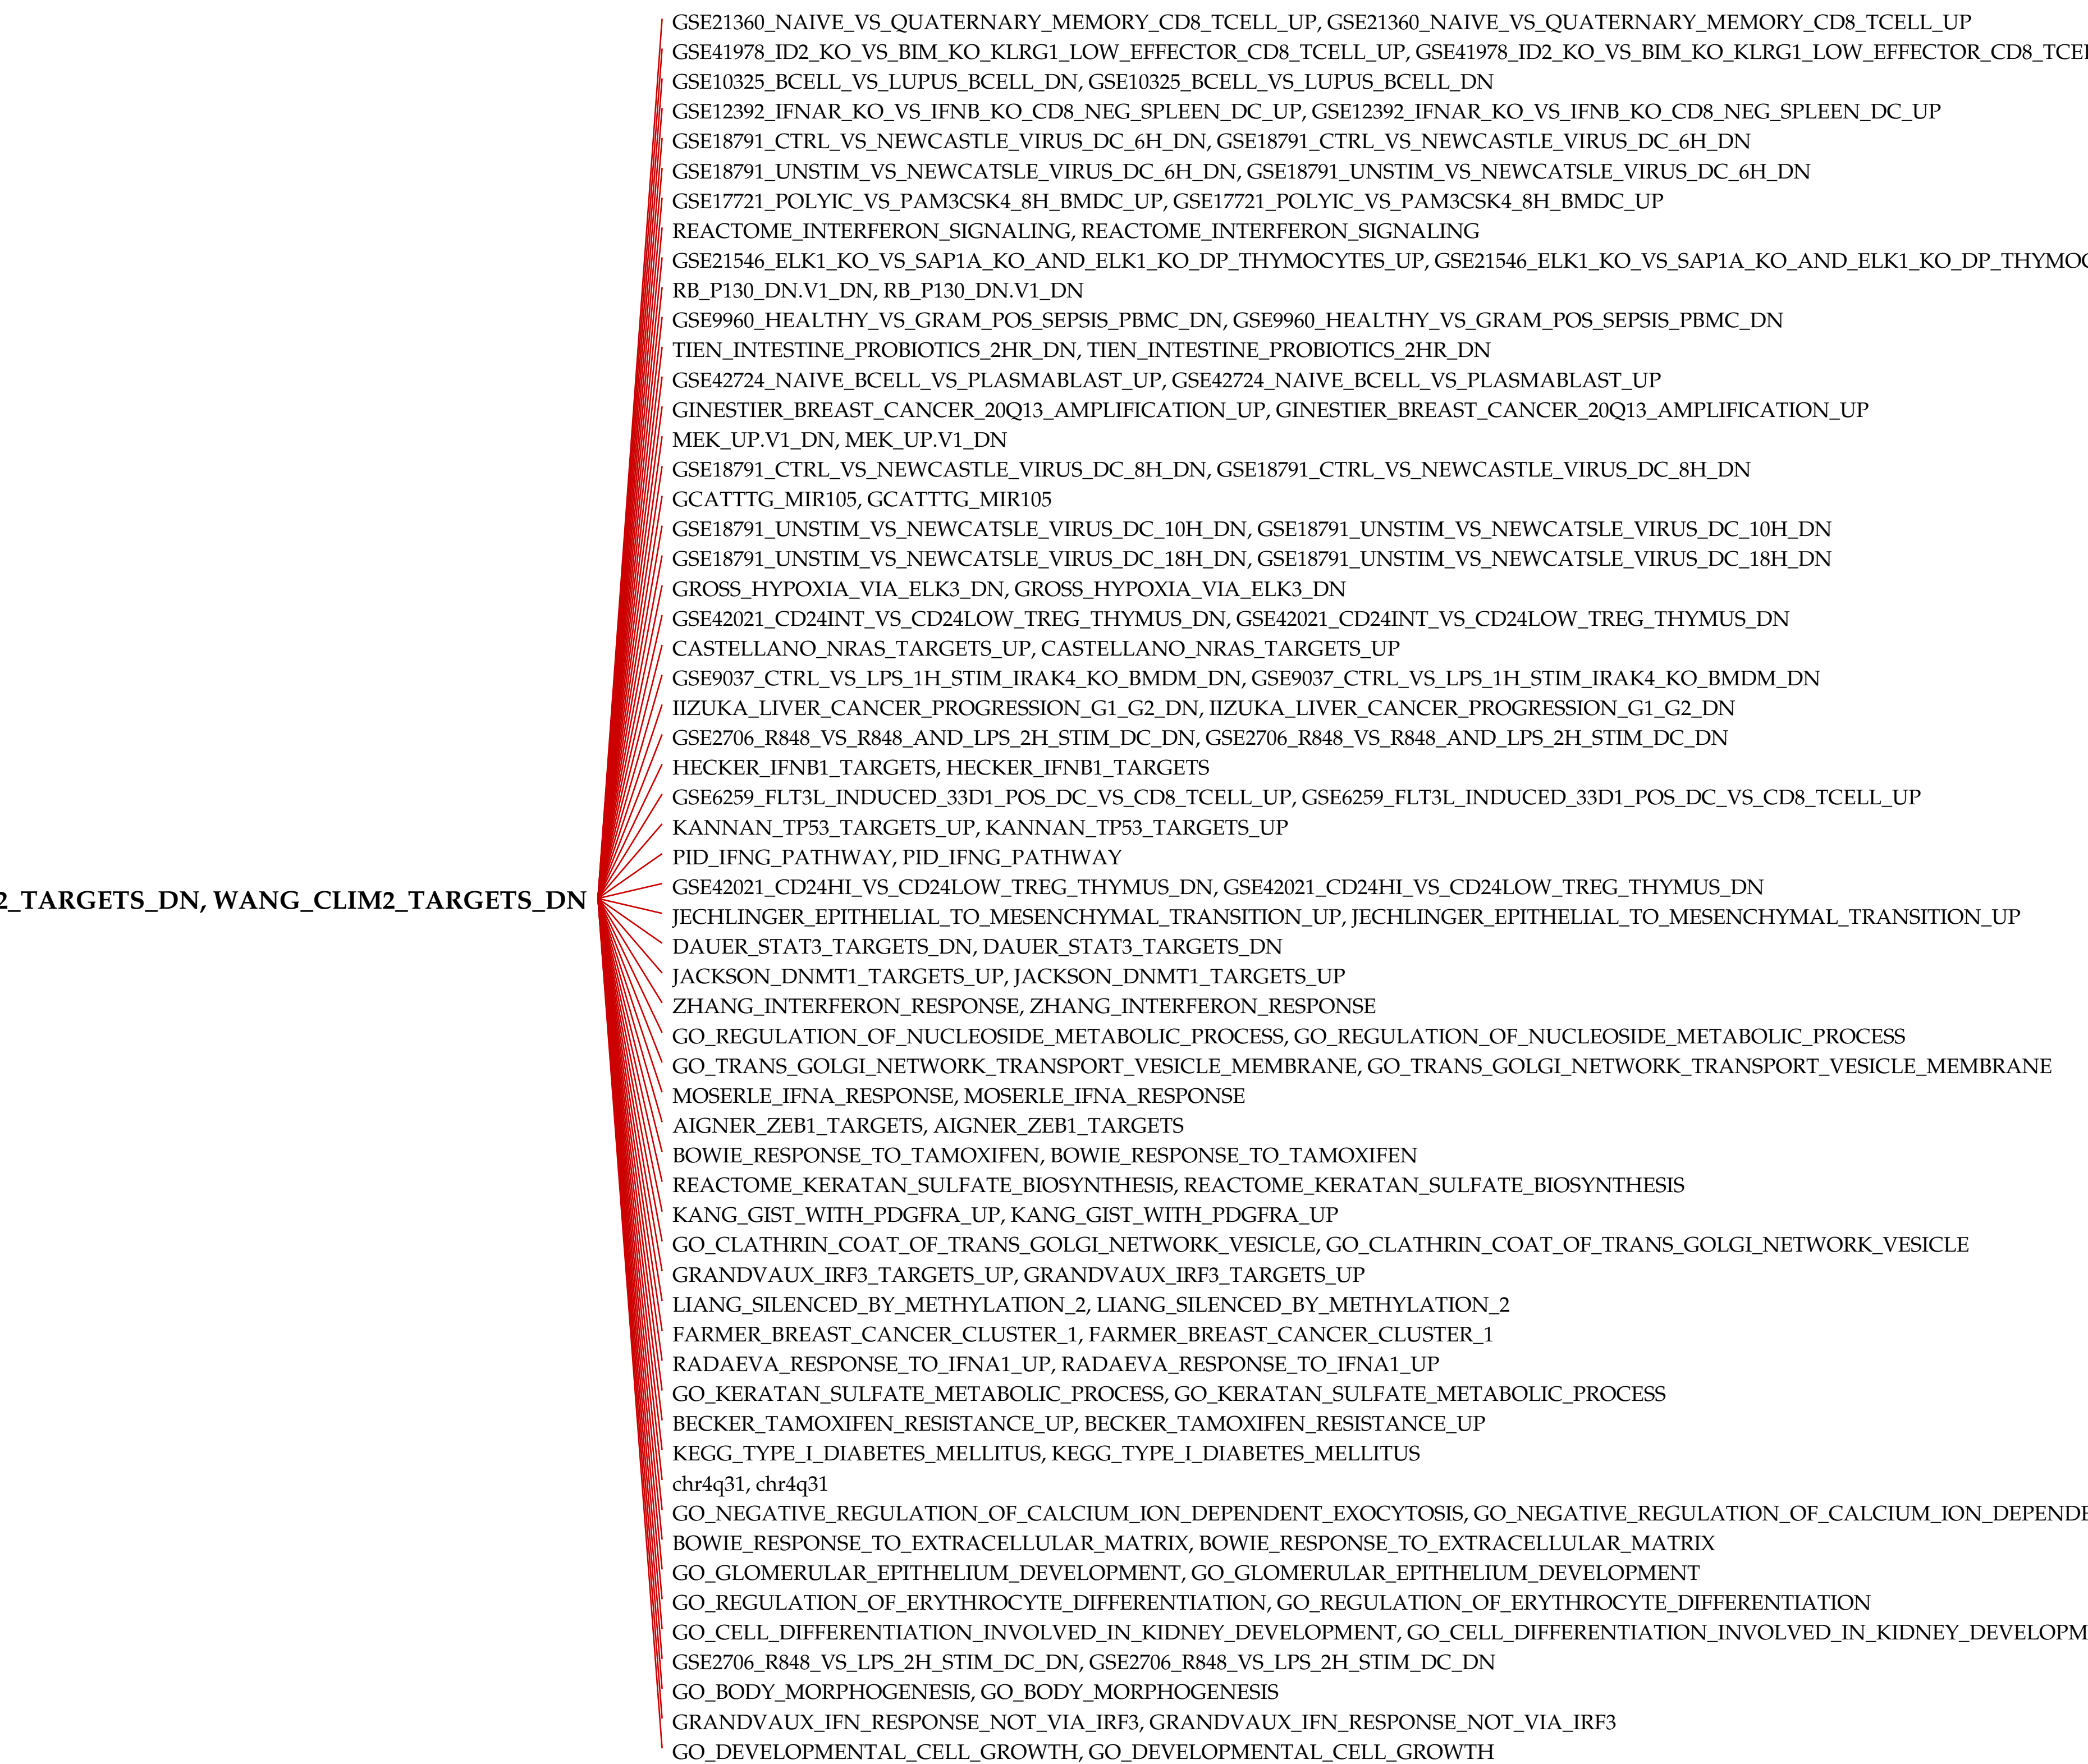 GSE21360_NAIVE_VS_QUATERNARY_MEMORY_CD8_TCELL_UP, GSE21360_NAIVE_VS_QUATERNARY_MEMORY_CD8_TCELL_UP
GSE41978_ID2_KO_VS_BIM_KO_KLRG1_LOW_EFFECTOR_CD8_TCELL_UP, GSE41978_ID2_KO_VS_BIM_KO_KLRG1_LOW_EFFECTOR_CD8_TCE
GSE10325_BCELL_VS_LUPUS_BCELL_DN, GSE10325_BCELL_VS_LUPUS_BCELL_DN
GSE12392_IFNAR_KO_VS_IFNB_KO_CD8_NEG_SPLEEN_DC_UP, GSE12392_IFNAR_KO_VS_IFNB_KO_CD8_NEG_SPLEEN_DC_UP
GSE18791_CTRL_VS_NEWCASTLE_VIRUS_DC_6H_DN, GSE18791_CTRL_VS_NEWCASTLE_VIRUS_DC_6H_DN
GSE18791_UNSTIM_VS_NEWCATSLE_VIRUS_DC_6H_DN, GSE18791_UNSTIM_VS_NEWCATSLE_VIRUS_DC_6H_DN
GSE17721_POLYIC_VS_PAM3CSK4_8H_BMDC_UP, GSE17721_POLYIC_VS_PAM3CSK4_8H_BMDC_UP
REACTOME_INTERFERON_SIGNALING, REACTOME_INTERFERON_SIGNALING
GSE21546_ELK1_KO_VS_SAP1A_KO_AND_ELK1_KO_DP_THYMOCYTES_UP, GSE21546_ELK1_KO_VS_SAP1A_KO_AND_ELK1_KO_DP_THYMO
RB_P130_DN.V1_DN, RB_P130_DN.V1_DN
GSE9960_HEALTHY_VS_GRAM_POS_SEPSIS_PBMC_DN, GSE9960_HEALTHY_VS_GRAM_POS_SEPSIS_PBMC_DN
TIEN_INTESTINE_PROBIOTICS_2HR_DN, TIEN_INTESTINE_PROBIOTICS_2HR_DN
GSE42724_NAIVE_BCELL_VS_PLASMABLAST_UP, GSE42724_NAIVE_BCELL_VS_PLASMABLAST_UP
GINESTIER_BREAST_CANCER_20Q13_AMPLIFICATION_UP, GINESTIER_BREAST_CANCER_20Q13_AMPLIFICATION_UP
MEK_UP.V1_DN, MEK_UP.V1_DN
GSE18791_CTRL_VS_NEWCASTLE_VIRUS_DC_8H_DN, GSE18791_CTRL_VS_NEWCASTLE_VIRUS_DC_8H_DN
GCATTTG_MIR105, GCATTTG_MIR105
GSE18791_UNSTIM_VS_NEWCATSLE_VIRUS_DC_10H_DN, GSE18791_UNSTIM_VS_NEWCATSLE_VIRUS_DC_10H_DN
GSE18791_UNSTIM_VS_NEWCATSLE_VIRUS_DC_18H_DN, GSE18791_UNSTIM_VS_NEWCATSLE_VIRUS_DC_18H_DN
GROSS_HYPOXIA_VIA_ELK3_DN, GROSS_HYPOXIA_VIA_ELK3_DN
GSE42021_CD24INT_VS_CD24LOW_TREG_THYMUS_DN, GSE42021_CD24INT_VS_CD24LOW_TREG_THYMUS_DN
CASTELLANO_NRAS_TARGETS_UP, CASTELLANO_NRAS_TARGETS_UP
GSE9037_CTRL_VS_LPS_1H_STIM_IRAK4_KO_BMDM_DN, GSE9037_CTRL_VS_LPS_1H_STIM_IRAK4_KO_BMDM_DN
IIZUKA_LIVER_CANCER_PROGRESSION_G1_G2_DN, IIZUKA_LIVER_CANCER_PROGRESSION_G1_G2_DN
GSE2706_R848_VS_R848_AND_LPS_2H_STIM_DC_DN, GSE2706_R848_VS_R848_AND_LPS_2H_STIM_DC_DN
HECKER_IFNB1_TARGETS, HECKER_IFNB1_TARGETS
GSE6259_FLT3L_INDUCED_33D1_POS_DC_VS_CD8_TCELL_UP, GSE6259_FLT3L_INDUCED_33D1_POS_DC_VS_CD8_TCELL_UP
KANNAN_TP53_TARGETS_UP, KANNAN_TP53_TARGETS_UP
PID_IFNG_PATHWAY, PID_IFNG_PATHWAY
GSE42021_CD24HI_VS_CD24LOW_TREG_THYMUS_DN, GSE42021_CD24HI_VS_CD24LOW_TREG_THYMUS_DN
2_TARGETS_DN, WANG_CLIM2_TARGETS_DN
JECHLINGER_EPITHELIAL_TO_MESENCHYMAL_TRANSITION_UP, JECHLINGER_EPITHELIAL_TO_MESENCHYMAL_TRANSITION_UP
DAUER_STAT3_TARGETS_DN, DAUER_STAT3_TARGETS_DN
JACKSON_DNMT1_TARGETS_UP, JACKSON_DNMT1_TARGETS_UP
ZHANG_INTERFERON_RESPONSE, ZHANG_INTERFERON_RESPONSE
GO_REGULATION_OF_NUCLEOSIDE_METABOLIC_PROCESS, GO_REGULATION_OF_NUCLEOSIDE_METABOLIC_PROCESS
GO_TRANS_GOLGI_NETWORK_TRANSPORT_VESICLE_MEMBRANE, GO_TRANS_GOLGI_NETWORK_TRANSPORT_VESICLE_MEMBRANE
MOSERLE_IFNA_RESPONSE, MOSERLE_IFNA_RESPONSE
AIGNER_ZEB1_TARGETS, AIGNER_ZEB1_TARGETS
BOWIE_RESPONSE_TO_TAMOXIFEN, BOWIE_RESPONSE_TO_TAMOXIFEN
REACTOME_KERATAN_SULFATE_BIOSYNTHESIS, REACTOME_KERATAN_SULFATE_BIOSYNTHESIS
KANG_GIST_WITH_PDGFRA_UP, KANG_GIST_WITH_PDGFRA_UP
GO_CLATHRIN_COAT_OF_TRANS_GOLGI_NETWORK_VESICLE, GO_CLATHRIN_COAT_OF_TRANS_GOLGI_NETWORK_VESICLE
GRANDVAUX_IRF3_TARGETS_UP, GRANDVAUX_IRF3_TARGETS_UP
LIANG_SILENCED_BY_METHYLATION_2, LIANG_SILENCED_BY_METHYLATION_2
FARMER_BREAST_CANCER_CLUSTER_1, FARMER_BREAST_CANCER_CLUSTER_1
RADAEVA_RESPONSE_TO_IFNA1_UP, RADAEVA_RESPONSE_TO_IFNA1_UP
GO_KERATAN_SULFATE_METABOLIC_PROCESS, GO_KERATAN_SULFATE_METABOLIC_PROCESS
BECKER_TAMOXIFEN_RESISTANCE_UP, BECKER_TAMOXIFEN_RESISTANCE_UP
KEGG_TYPE_I_DIABETES_MELLITUS, KEGG_TYPE_I_DIABETES_MELLITUS
chr4q31, chr4q31
GO_NEGATIVE_REGULATION_OF_CALCIUM_ION_DEPENDENT_EXOCYTOSIS, GO_NEGATIVE_REGULATION_OF_CALCIUM_ION_DEPENDE
BOWIE_RESPONSE_TO_EXTRACELLULAR_MATRIX, BOWIE_RESPONSE_TO_EXTRACELLULAR_MATRIX
GO_GLOMERULAR_EPITHELIUM_DEVELOPMENT, GO_GLOMERULAR_EPITHELIUM_DEVELOPMENT
GO_REGULATION_OF_ERYTHROCYTE_DIFFERENTIATION, GO_REGULATION_OF_ERYTHROCYTE_DIFFERENTIATION
GO_CELL_DIFFERENTIATION_INVOLVED_IN_KIDNEY_DEVELOPMENT, GO_CELL_DIFFERENTIATION_INVOLVED_IN_KIDNEY_DEVELOPM
GSE2706_R848_VS_LPS_2H_STIM_DC_DN, GSE2706_R848_VS_LPS_2H_STIM_DC_DN
GO_BODY_MORPHOGENESIS, GO_BODY_MORPHOGENESIS
GRANDVAUX_IFN_RESPONSE_NOT_VIA_IRF3, GRANDVAUX_IFN_RESPONSE_NOT_VIA_IRF3
GO_DEVELOPMENTAL_CELL_GROWTH, GO_DEVELOPMENTAL_CELL_GROWTH